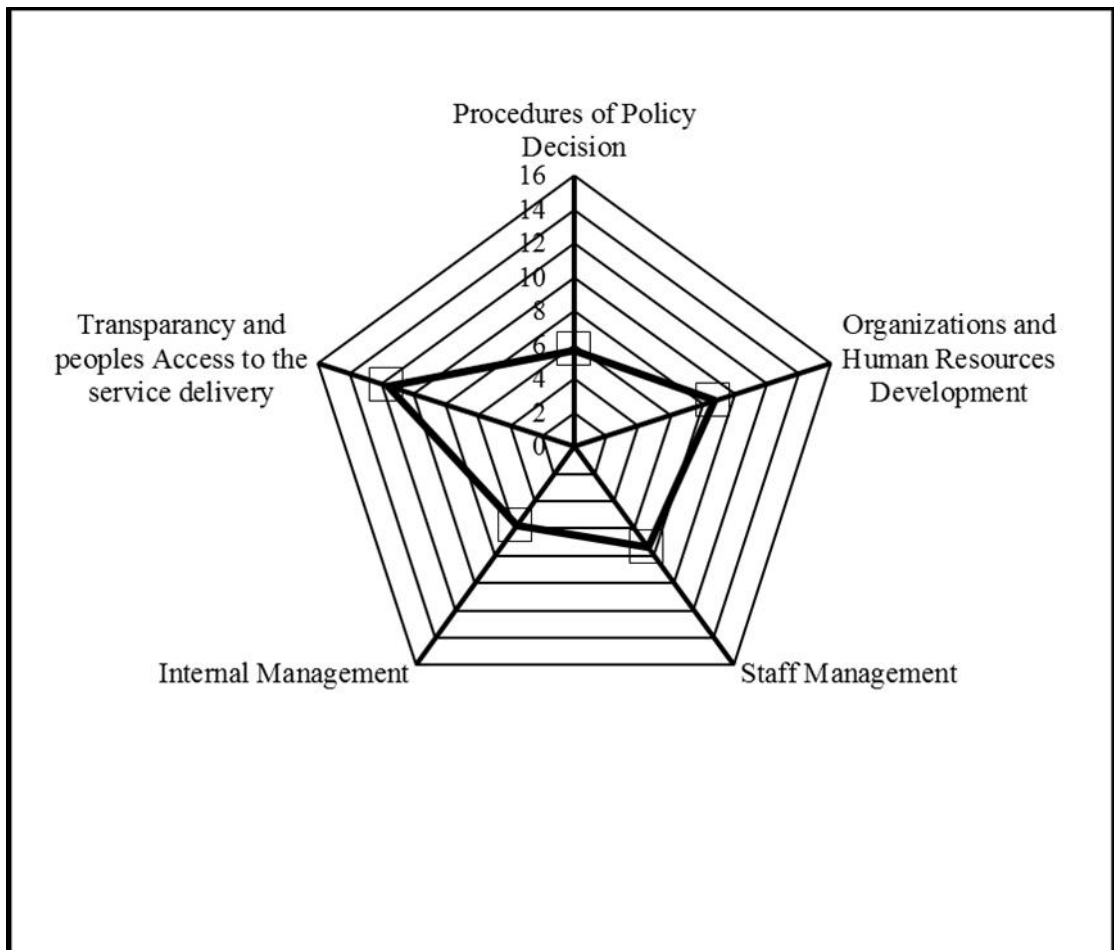 Procedures of Policy
Decision
16
14
12
10
8
6
4
2
0
Transparancy and
peoples Access to the
service delivery
Organizations and
Human Resources
Development
Internal Management
Staff Management